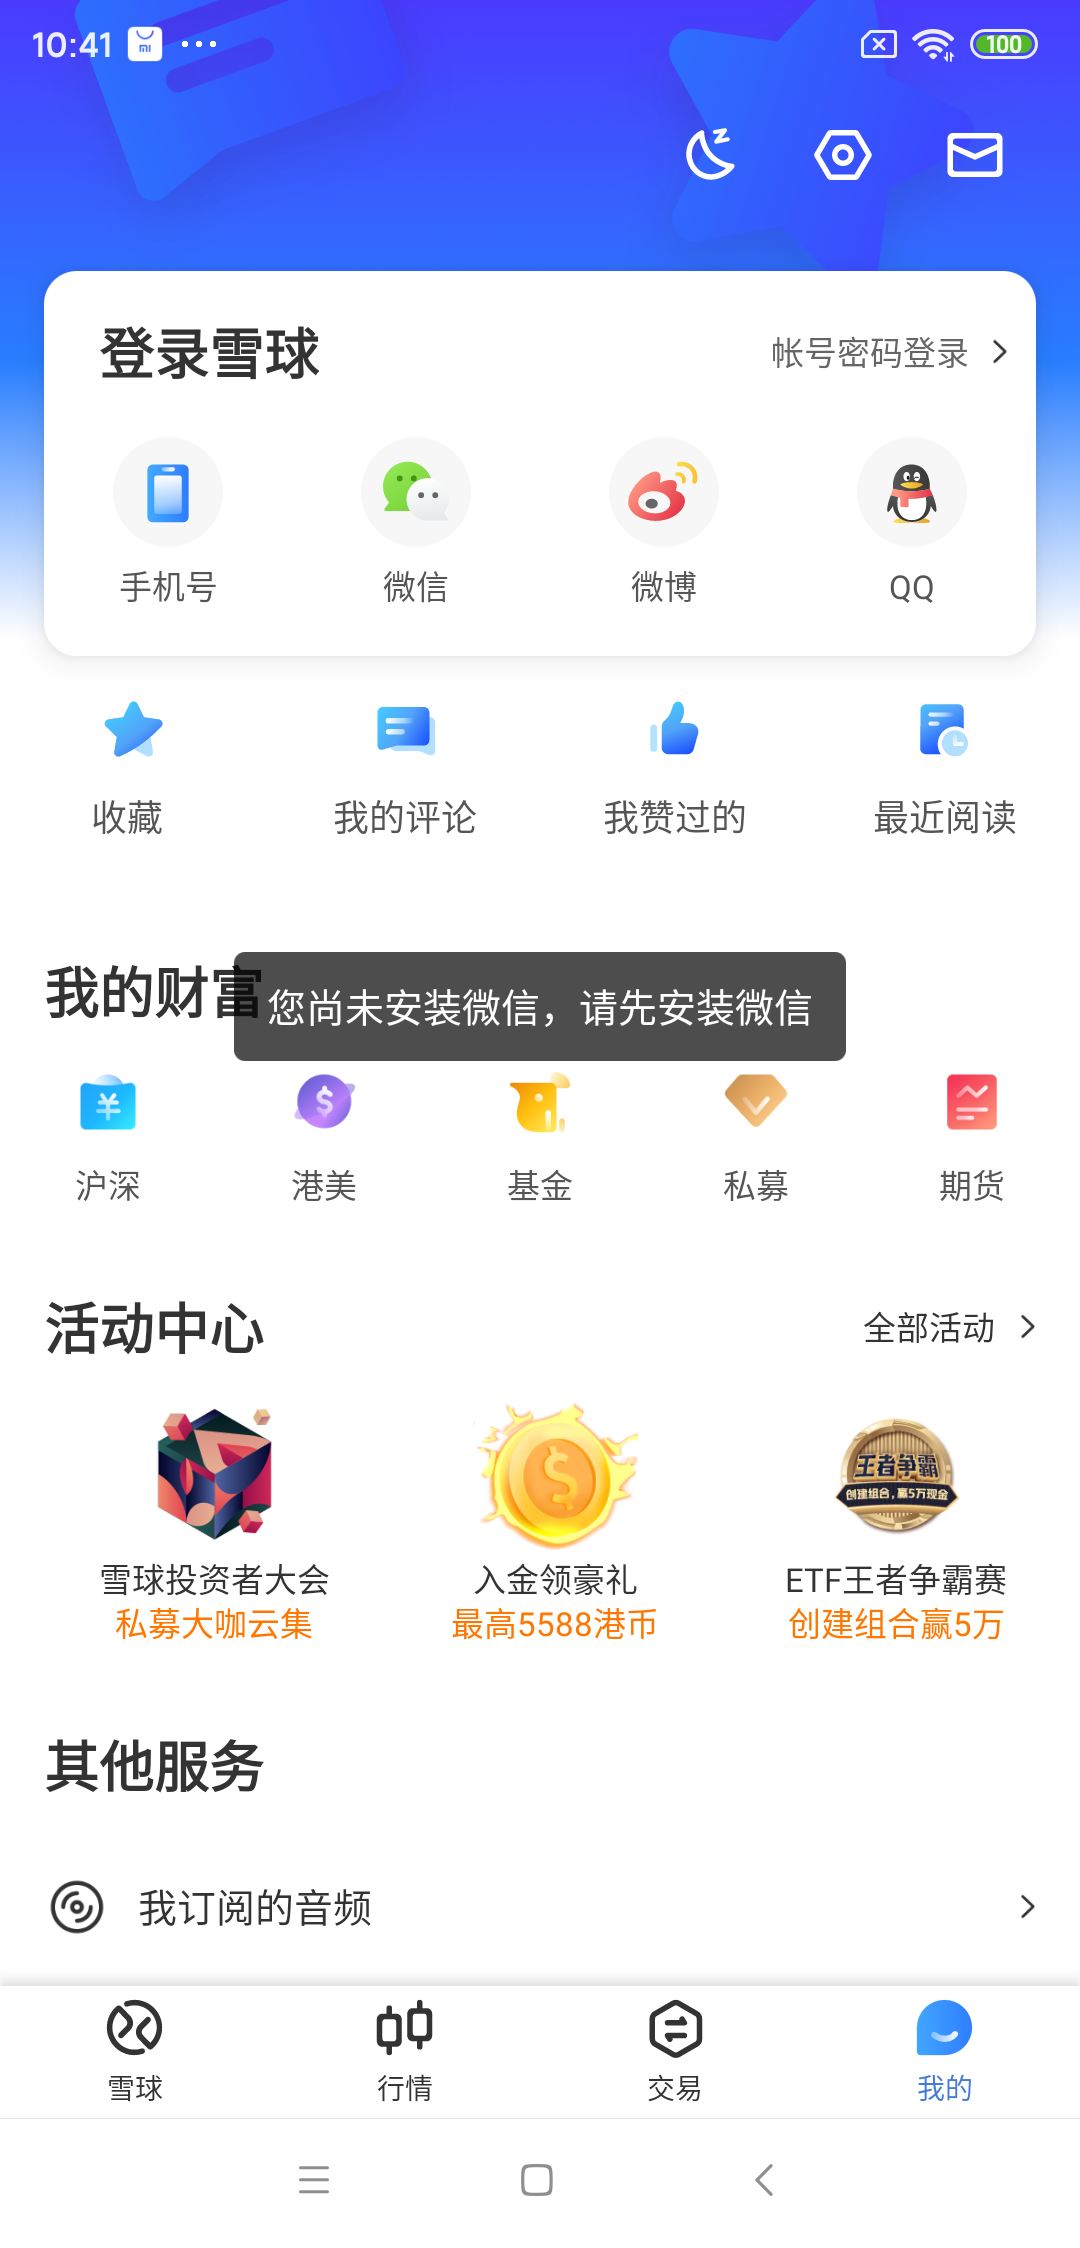 10:41
mi
100
登录雪球
帐号密码登录
手机号
微信
微博
QQ
收藏
我的评论
我赞过的
最近阅读
我的财富
您尚未安装微信，请先安装微信
沪深
港美
基金
私募
期货
活动中心
全部活动
王者争霸
创建组合，赢5万现金
雪球投资者大会
入金领豪礼
ETF王者争霸赛
私募大咖云集
最高5588港币
创建组合赢5万
其他服务
我订阅的音频
雪球
行情
交易
我的